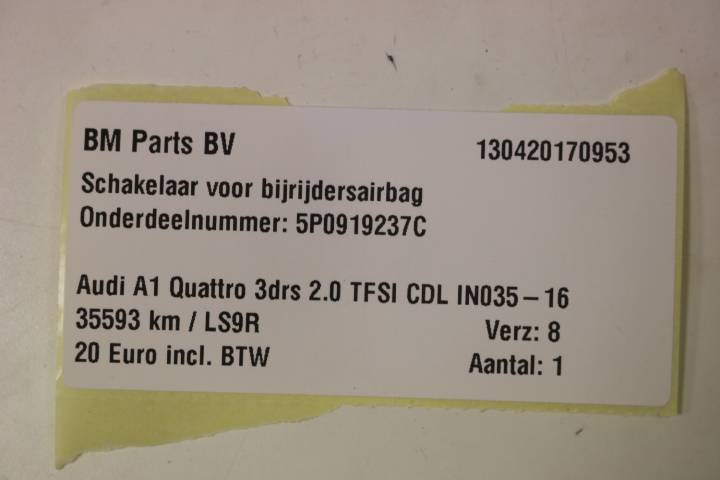 BM Parts BV 130420170953
Schakelaar voor bijrijdersairbag
Onderdeelnummer: 5P0919237C
Audi A1 Quattro 3drs 2.0 TFSI CDL IN035-16
35593 km / LS9R Verz: 8
20 Euro incl. BTW Aantal: 1